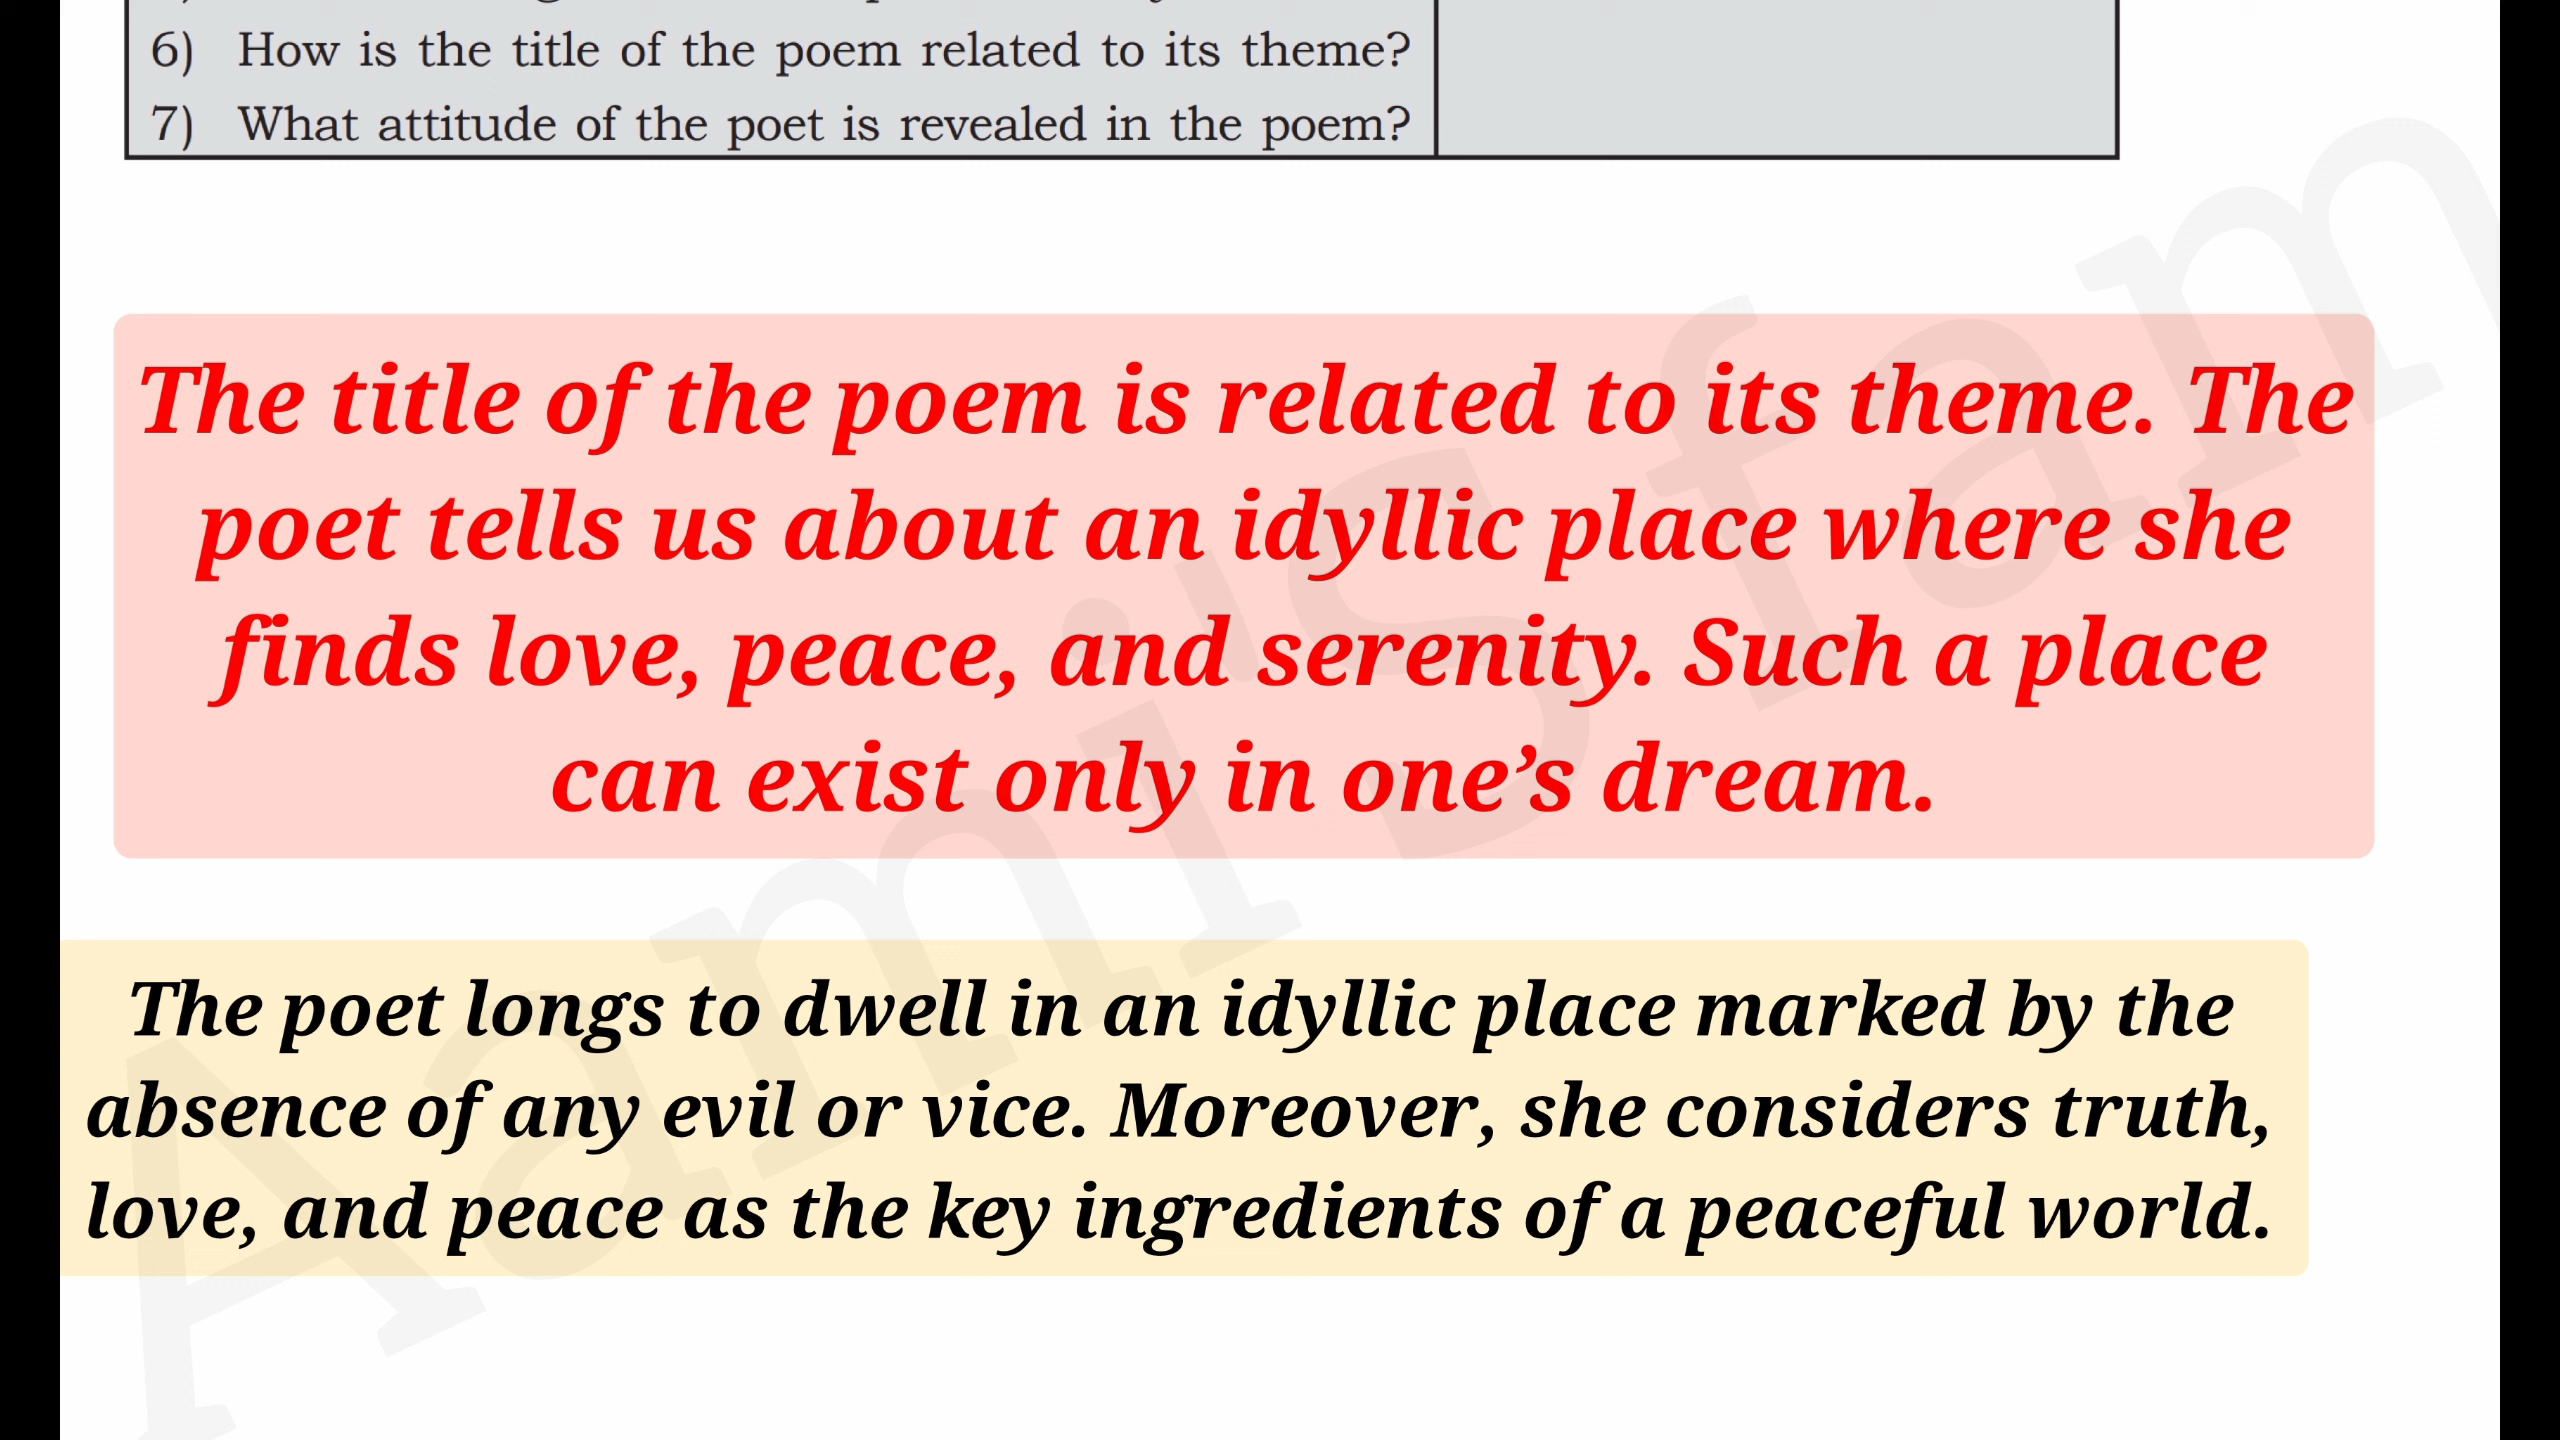 6) How is the title of the poem related to its theme?
7) What attitude of the poet is revealed in the poem?
The title of the poem is related to its theme. The
poet tells us about an idyllic place where she
finds love, peace, and serenity. Such a place
can exist only in one’s dream.
The poet longs to dwell in an idyllic place marked by the
absence of any evil or vice. Moreover, she considers truth,
love, and peace as the key ingredients of a peaceful world.
Aami's fam